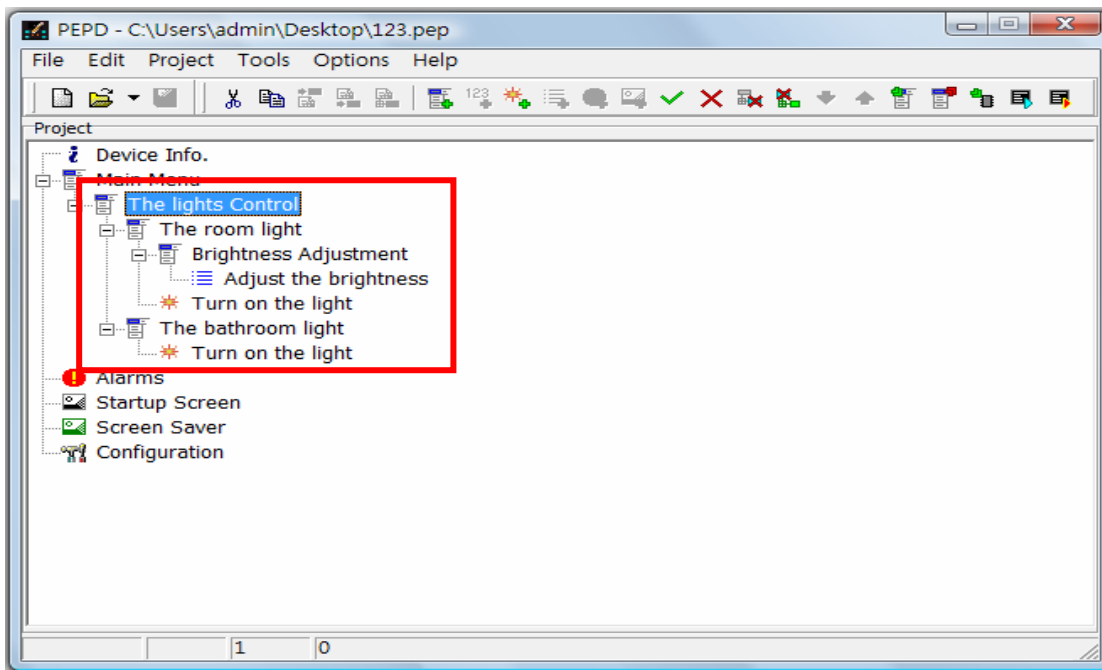 PEPD - C:\Users\admin\Desktop\123.pep
File Edit Project Tools Options Help
123
Project
Device Info.
Main Menu
The lights Control
The room light
Brightness Adjustment
Adjust the brightness
Turn on the light
The bathroom light
Turn on the light
Alarms
Startup Screen
Screen Saver
Configuration
1 0